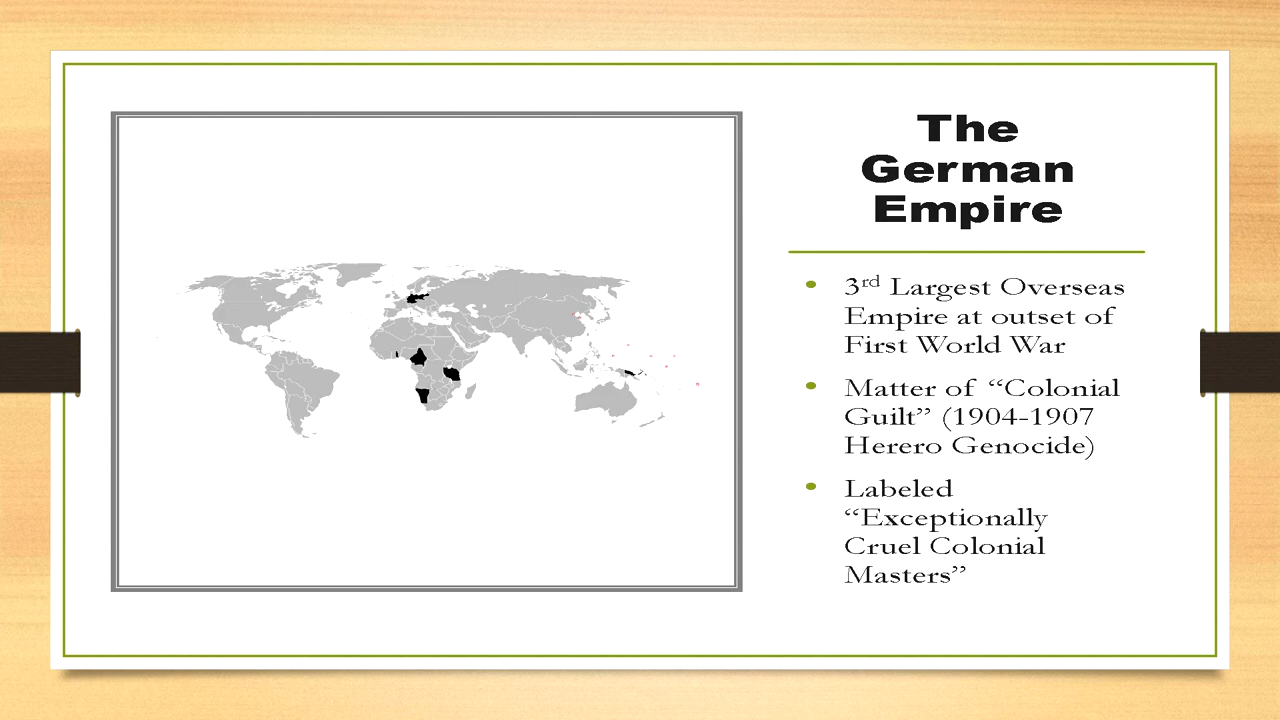 The
German
Empire
• 3rd Largest Overseas
Empire at outset of
First World War
• Matter of “Colonial
Guilt” (1904-1907
Herero Genocide)
• Labeled
“Exceptionally
Cruel Colonial
Masters”